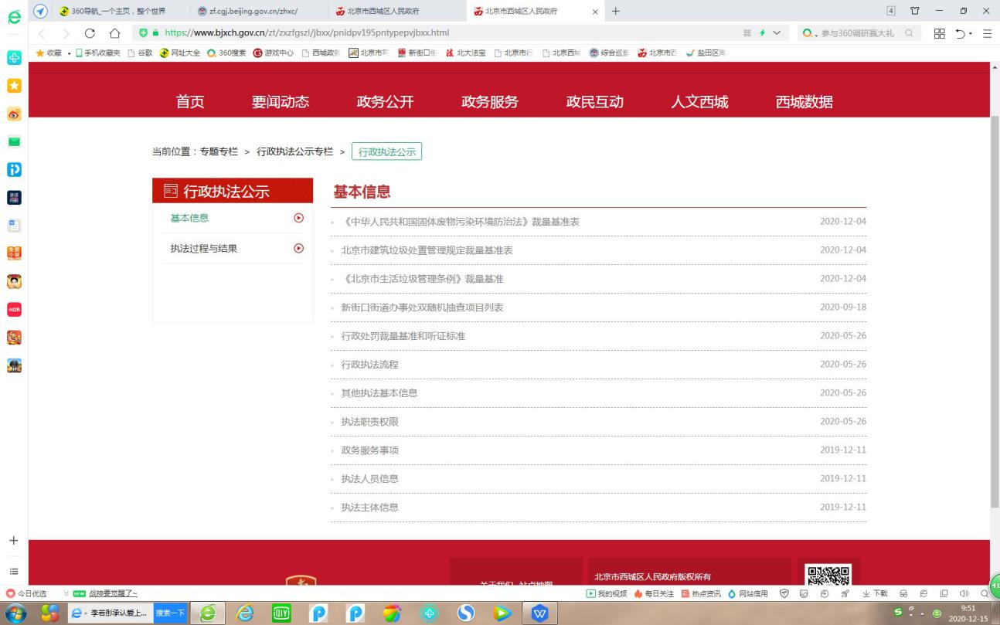 360导航_一个主页，整个世界
zf.cgj.beijing.gov.cn/zhxc/
北京市西城区人民政府
北京市西城区人民政府
4
https://www.bjxch.gov.cn/zt/zxzfgszl/jbxx/pnidpv195pntypepvjbxx.html
参与360调研赢大礼
收藏 手机收藏夹 谷歌 网址大全 360搜索 游戏中心 西城政务 北京市司 新街口街 北大法宝 北京市行 北京西城 综合巡查 北京市西 盐田区海
首页 要闻动态 政务公开 政务服务 政民互动 人文西城 西城数据
当前位置：专题专栏 > 行政执法公示专栏 > 行政执法公示
行政执法公示
基本信息
执法过程与结果
基本信息
《中华人民共和国固体废物污染环境防治法》裁量基准表 2020-12-04
北京市建筑垃圾处置管理规定裁量基准表 2020-12-04
《北京市生活垃圾管理条例》裁量基准 2020-12-04
新街口街道办事处双随机抽查项目列表 2020-09-18
行政处罚裁量基准和听证标准 2020-05-26
行政执法流程 2020-05-26
其他执法基本信息 2020-05-26
执法职责权限 2020-05-26
政务服务事项 2019-12-11
执法人员信息 2019-12-11
执法主体信息 2019-12-11
关于我们 站点地图
北京市西城区人民政府版权所有
今日优选 NEW 战神要觉醒了~
我的视频 每日关注 热点资讯 网站信用 下载
41
李若彤承认爱上... 搜索一下
9:51
2020-12-15